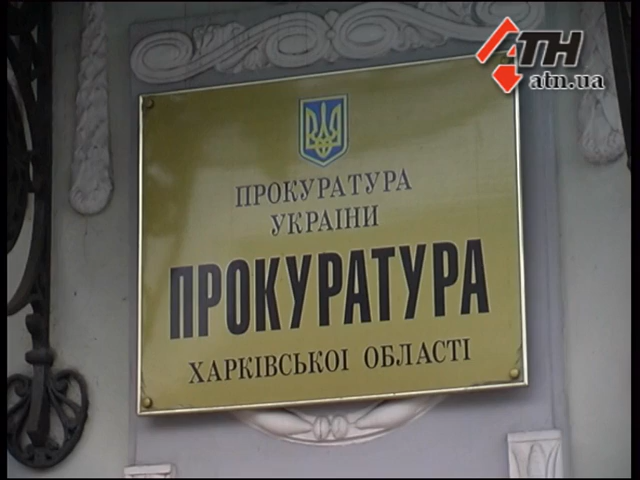 АТН
atn.ua
ПРОКУРАТУРА
УКРАЇНИ
ПРОКУРАТУРА
ХАРКІВСЬКОЇ ОБЛАСТІ